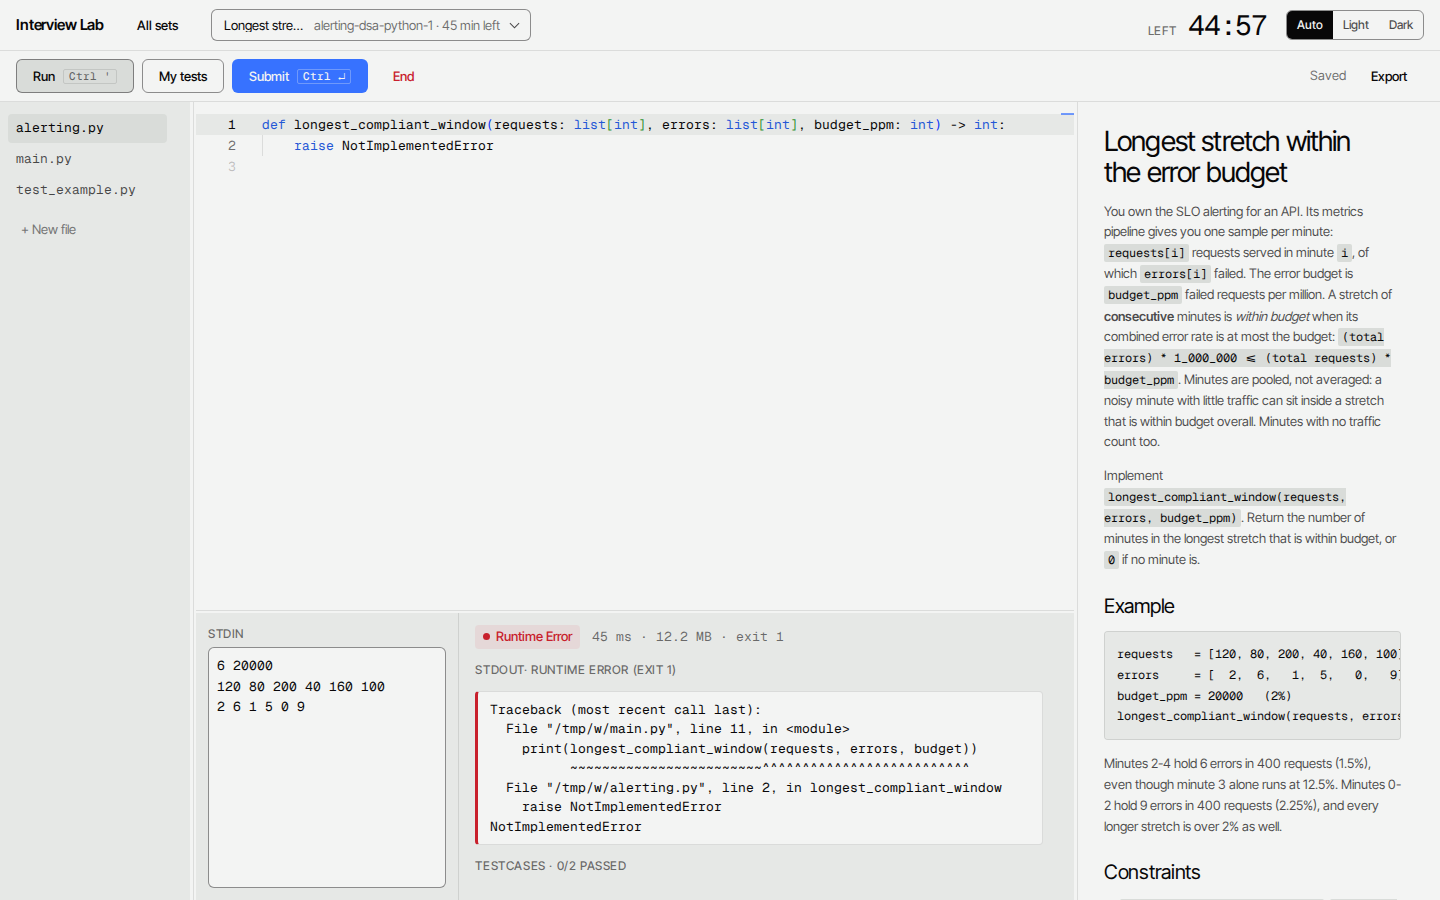 Interview Lab
All sets
Longest stre... alerting-dsa-python-1 · 45 min left
LEFT 44:57
Auto Light Dark
Run Ctrl '
My tests
Submit Ctrl ↵
End
Saved
Export
alerting.py
main.py
test_example.py
+ New file
1 def longest_compliant_window(requests: list[int], errors: list[int], budget_ppm: int) -> int:
2 raise NotImplementedError
3
STDIN
6 20000
120 80 200 40 160 100
2 6 1 5 0 9
Runtime Error 45 ms · 12.2 MB · exit 1
STDOUT· RUNTIME ERROR (EXIT 1)
Traceback (most recent call last):
File "/tmp/w/main.py", line 11, in <module>
print(longest_compliant_window(requests, errors, budget))
~~~~~~~~~~~~~~~~~~~~~~~~^^^^^^^^^^^^^^^^^^^^^^^^^^
File "/tmp/w/alerting.py", line 2, in longest_compliant_window
raise NotImplementedError
NotImplementedError
TESTCASES · 0/2 PASSED
Longest stretch within
the error budget
You own the SLO alerting for an API. Its metrics
pipeline gives you one sample per minute:
requests[i] requests served in minute i, of
which errors[i] failed. The error budget is
budget_ppm failed requests per million. A stretch of
consecutive minutes is within budget when its
combined error rate is at most the budget: (total
errors) * 1_000_000 <= (total requests) *
budget_ppm. Minutes are pooled, not averaged: a
noisy minute with little traffic can sit inside a stretch
that is within budget overall. Minutes with no traffic
count too.
Implement
longest_compliant_window(requests,
errors, budget_ppm). Return the number of
minutes in the longest stretch that is within budget, or
0 if no minute is.
Example
requests = [120, 80, 200, 40, 160, 100]
errors = [ 2, 6, 1, 5, 0, 9]
budget_ppm = 20000 (2%)
longest_compliant_window(requests, errors
Minutes 2-4 hold 6 errors in 400 requests (1.5%),
even though minute 3 alone runs at 12.5%. Minutes 0-
2 hold 9 errors in 400 requests (2.25%), and every
longer stretch is over 2% as well.
Constraints